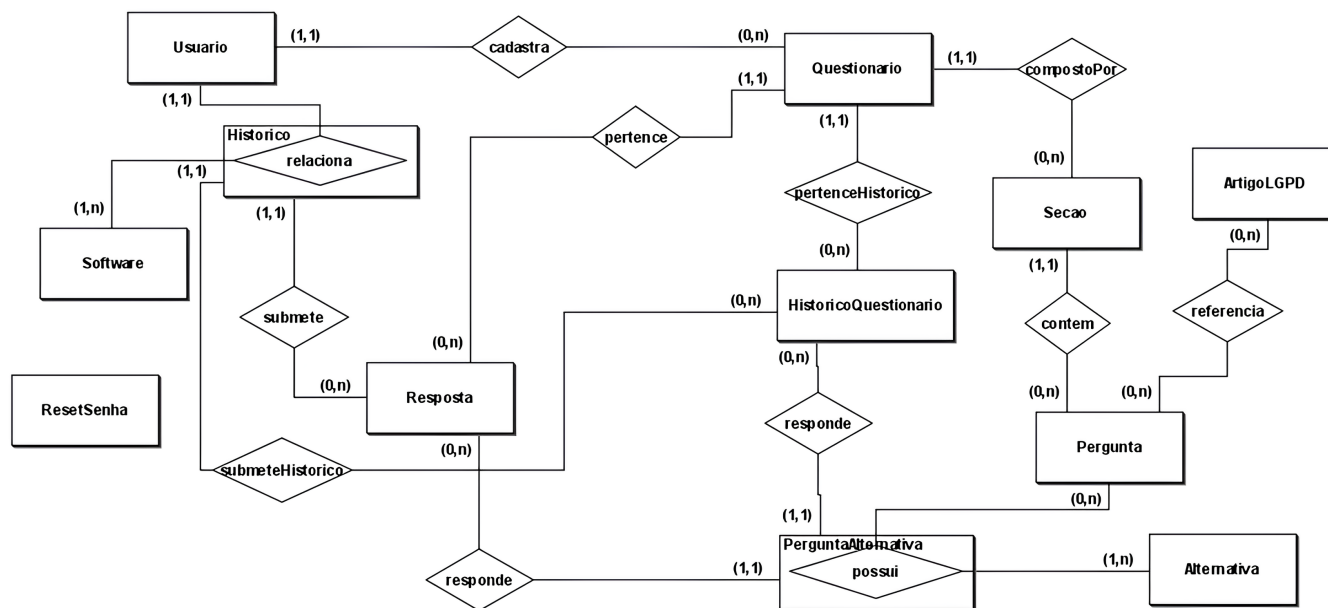 Usuario
(1,1)
cadastra
(0,n)
Questionario
(1,1)
compostoPor
(1,1)
(1,1)
pertence
(1,1)
Historico
relaciona
(1,1)
(0,n)
ArtigoLGPD
pertenceHistorico
(1,n)
(1,1)
Secao
(0,n)
Software
(0,n)
(1,1)
HistoricoQuestionario
(0,n)
submete
contem
referencia
(0,n)
(0,n)
(0,n)
ResetSenha
(0,n)
Resposta
(0,n)
(0,n)
responde
(0,n)
Pergunta
submeteHistorico
(0,n)
(1,1)
PerguntaAlternativa
possui
(1,n)
Alternativa
responde
(1,1)